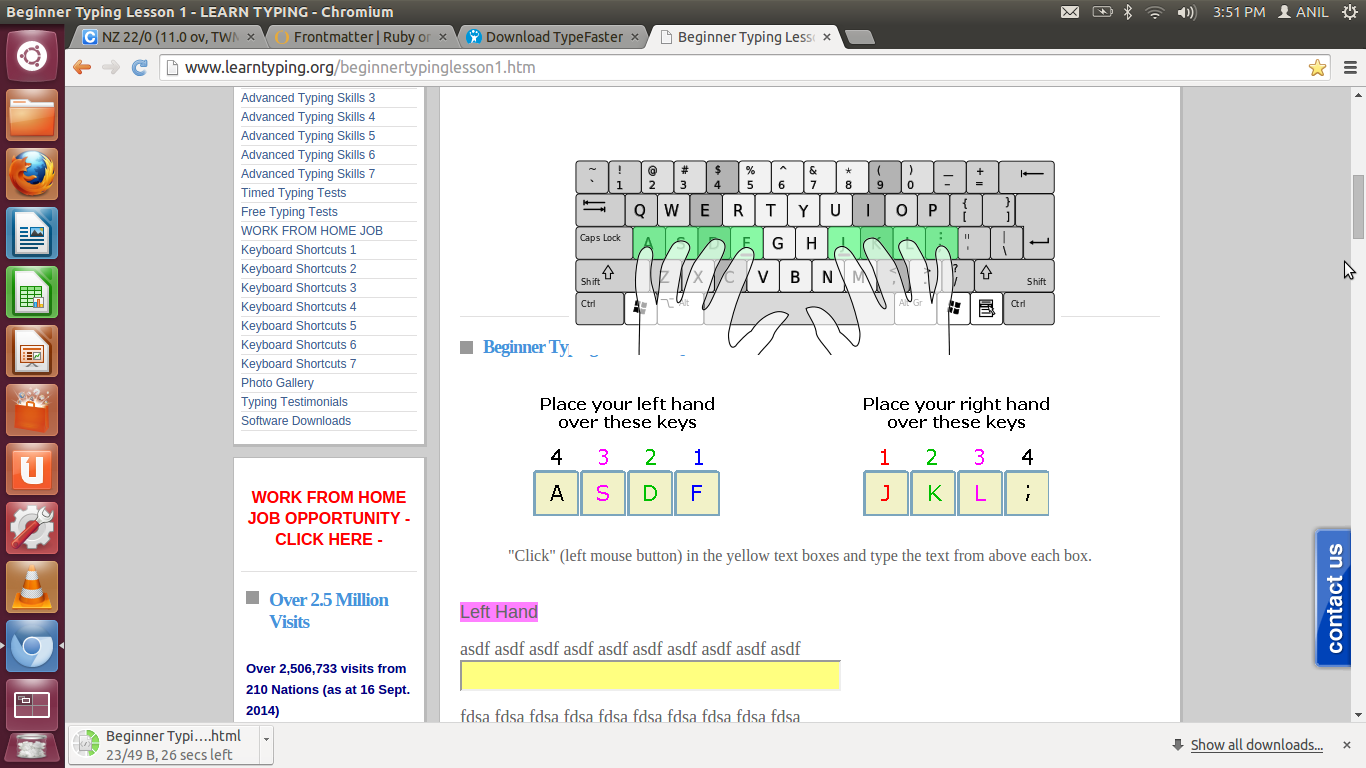 Beginner Typing Lesson 1 - LEARN TYPING - Chromium
3:51 PM ANIL
NZ 22/0 (11.0 ov, TWM
Frontmatter | Ruby on
Download TypeFaster
Beginner Typing Less
www.learntyping.org/beginnertypinglesson1.htm
Advanced Typing Skills 3
Advanced Typing Skills 4
Advanced Typing Skills 5
Advanced Typing Skills 6
Advanced Typing Skills 7
Timed Typing Tests
Free Typing Tests
WORK FROM HOME JOB
Keyboard Shortcuts 1
Keyboard Shortcuts 2
Keyboard Shortcuts 3
Keyboard Shortcuts 4
Keyboard Shortcuts 5
Keyboard Shortcuts 6
Keyboard Shortcuts 7
Photo Gallery
Typing Testimonials
Software Downloads
WORK FROM HOME
JOB OPPORTUNITY -
CLICK HERE -
Over 2.5 Million
Visits
Over 2,506,733 visits from
210 Nations (as at 16 Sept.
2014)
~ ! @ # $ % ^ & * ( ) _ +
` 1 2 3 4 5 6 7 8 9 0 - =
Q W E R T Y U I O P { }
[ ]
Caps Lock A S D F G H J K L : " |
; ' \
Shift Z X C V B N M < > ? Shift
, . /
Ctrl Alt Alt Gr Ctrl
Beginner Typ
Place your left hand
over these keys
4 3 2 1
A S D F
Place your right hand
over these keys
1 2 3 4
J K L ;
"Click" (left mouse button) in the yellow text boxes and type the text from above each box.
Left Hand
asdf asdf asdf asdf asdf asdf asdf asdf asdf asdf
fdsa fdsa fdsa fdsa fdsa fdsa fdsa fdsa fdsa fdsa
contact us
Beginner Typi....html
23/49 B, 26 secs left
Show all downloads...